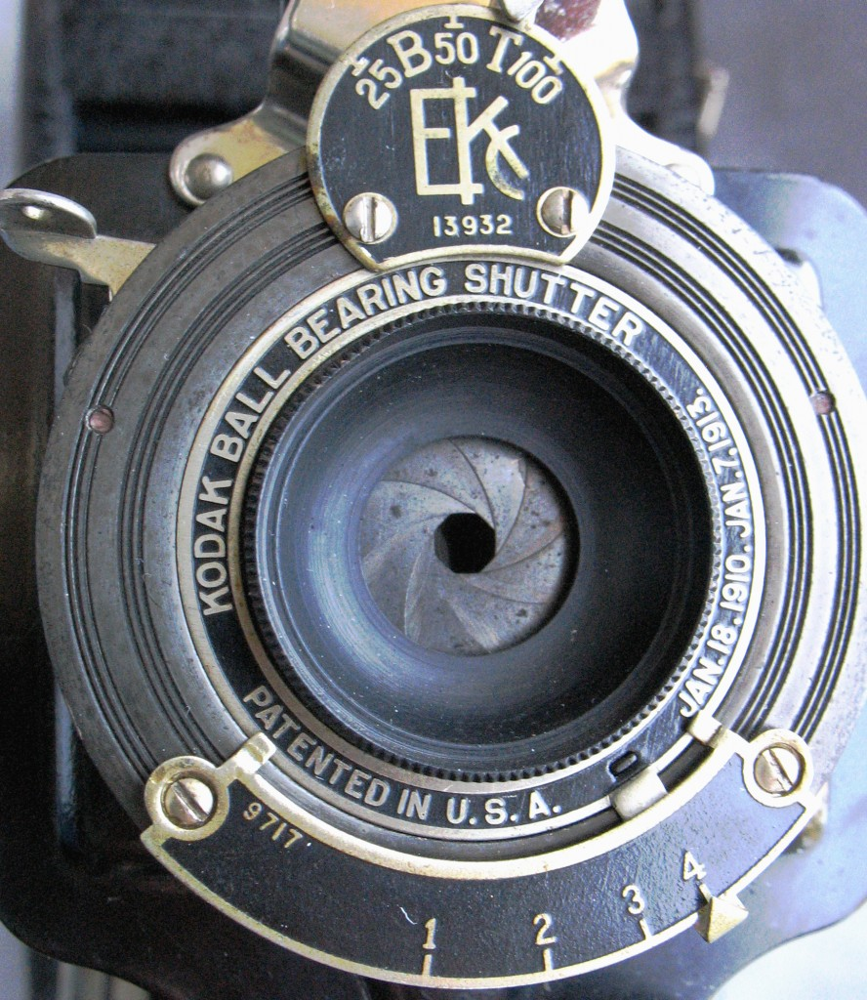 25 B 50 T 100
EKC
13932
KODAK BALL BEARING SHUTTER
JAN.18.1910. JAN.7.1913.
PATENTED IN U.S.A.
9717
1 2 3 4